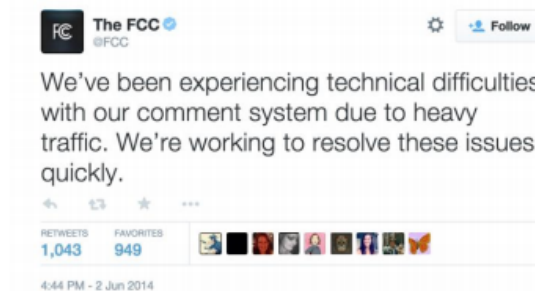 FCC
The FCC
@FCC
Follow
We've been experiencing technical difficulties
with our comment system due to heavy
traffic. We're working to resolve these issues
quickly.
RETWEETS FAVORITES
1,043 949
4:44 PM - 2 Jun 2014